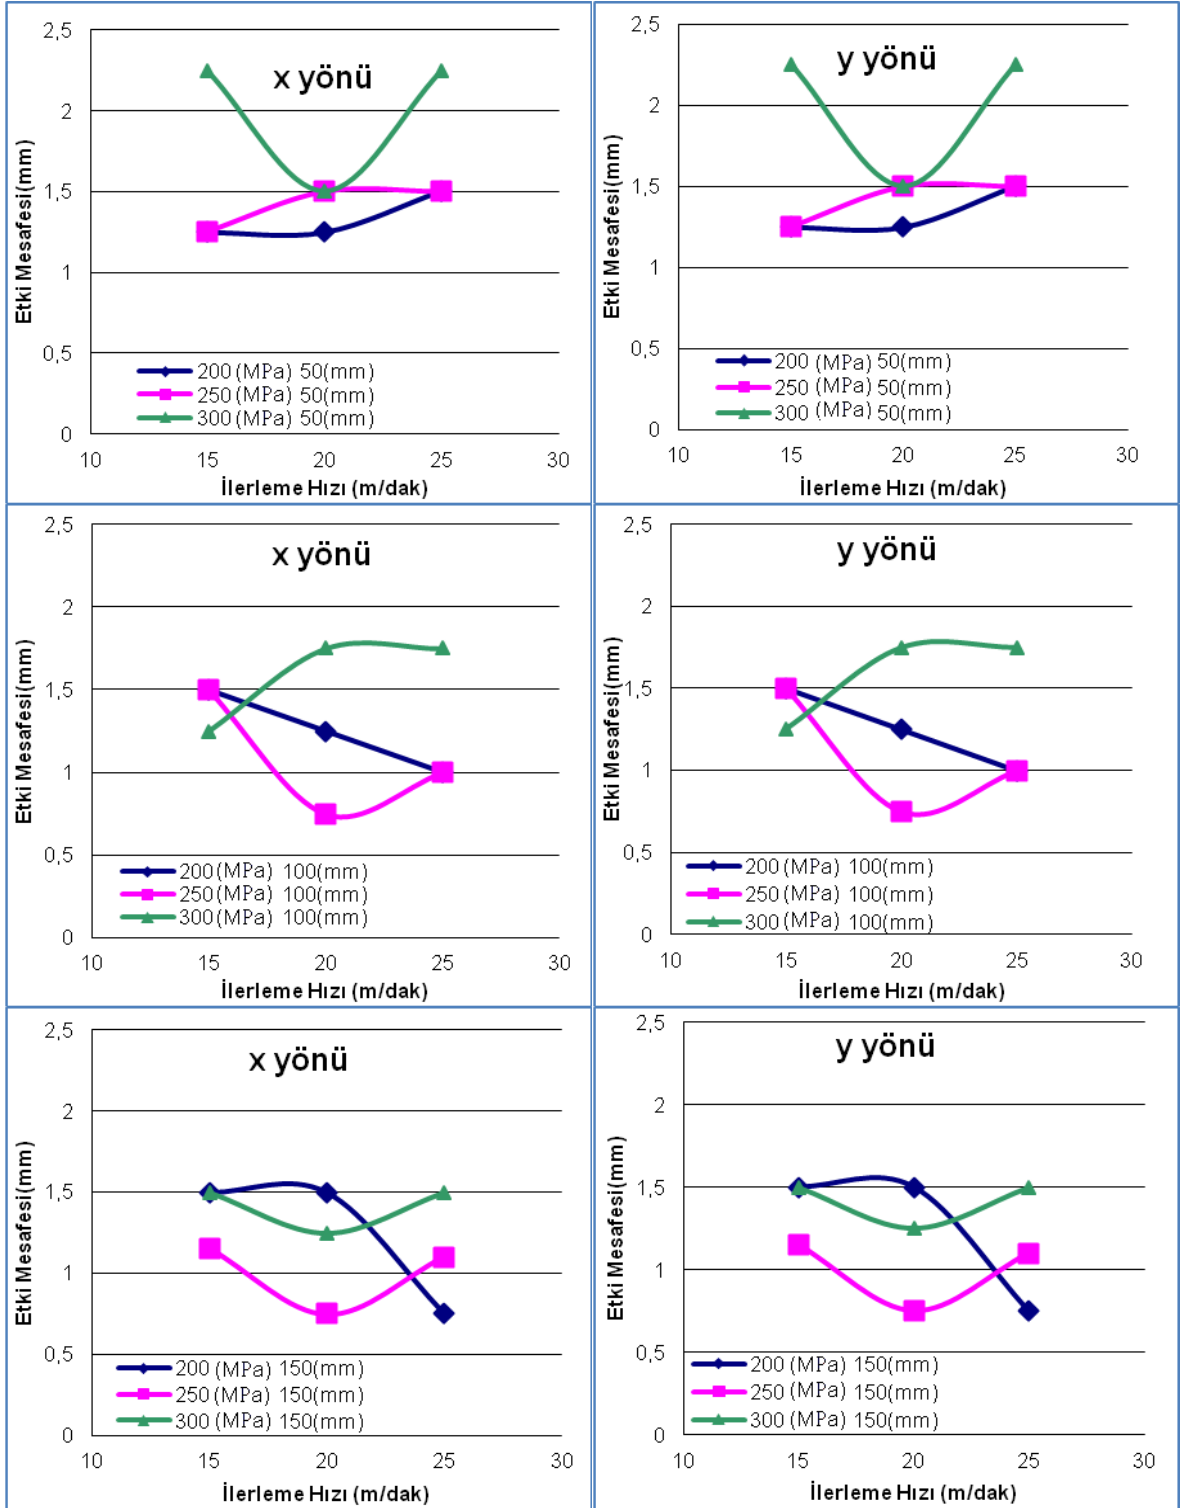 x yönü
Etki Mesafesi(mm)
2,5
2
1,5
1
0,5
0
200 (MPa) 50(mm)
250 (MPa) 50(mm)
300 (MPa) 50(mm)
10 15 20 25 30
İlerleme Hızı (m/dak)
y yönü
Etki Mesafesi(mm)
2,5
2
1,5
1
0,5
0
200 (MPa) 50(mm)
250 (MPa) 50(mm)
300 (MPa) 50(mm)
10 15 20 25 30
İlerleme Hızı (m/dak)
x yönü
Etki Mesafesi(mm)
2,5
2
1,5
1
0,5
0
200 (MPa) 100(mm)
250 (MPa) 100(mm)
300 (MPa) 100(mm)
10 15 20 25 30
İlerleme Hızı (m/dak)
y yönü
Etki Mesafesi(mm)
2,5
2
1,5
1
0,5
0
200 (MPa) 100(mm)
250 (MPa) 100(mm)
300 (MPa) 100(mm)
10 15 20 25 30
İlerleme Hızı (m/dak)
x yönü
Etki Mesafesi(mm)
2,5
2
1,5
1
0,5
0
200 (MPa) 150(mm)
250 (MPa) 150(mm)
300 (MPa) 150(mm)
10 15 20 25 30
İlerleme Hızı (m/dak)
y yönü
Etki Mesafesi(mm)
2,5
2
1,5
1
0,5
0
200 (MPa) 150(mm)
250 (MPa) 150(mm)
300 (MPa) 150(mm)
10 15 20 25 30
İlerleme Hızı (m/dak)